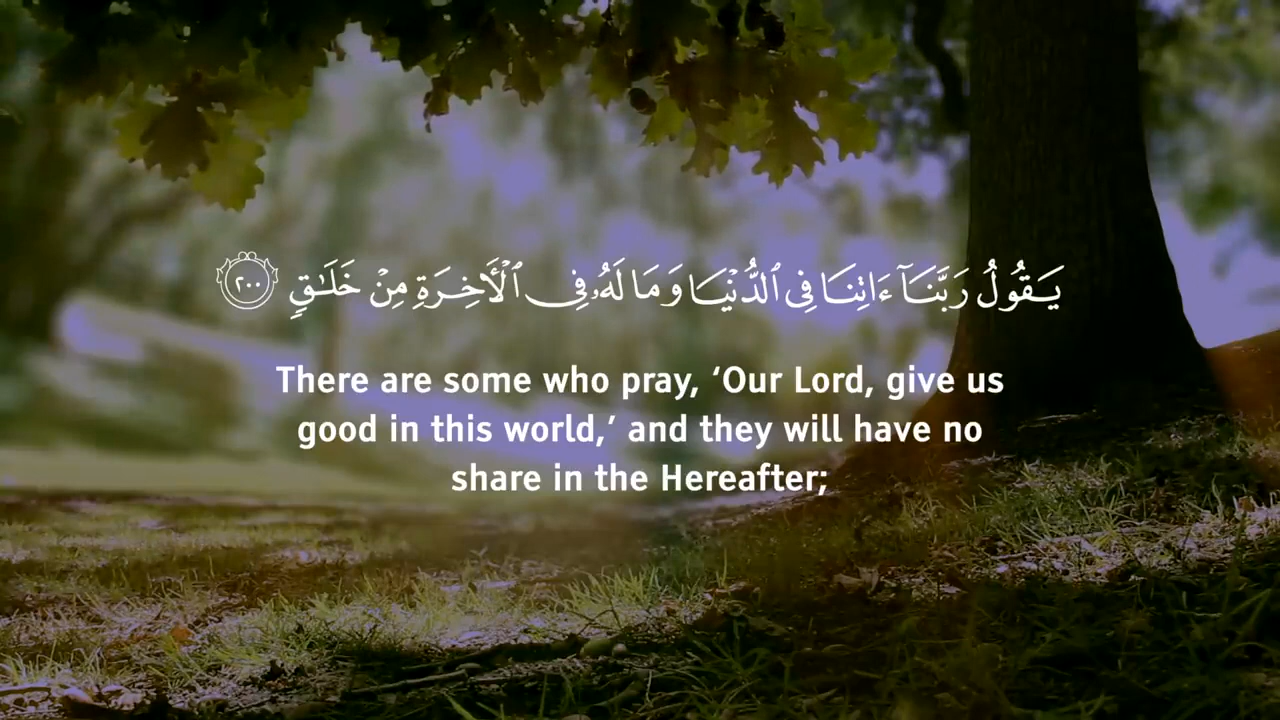 يَقُولُ رَبَّنَآ ءَاتِنَا فِى ٱلدُّنْيَا وَمَا لَهُۥ فِى ٱلْأَخِرَةِ مِنْ خَلَـٰقٍ ٢٠٠
There are some who pray, ‘Our Lord, give us
good in this world,’ and they will have no
share in the Hereafter;